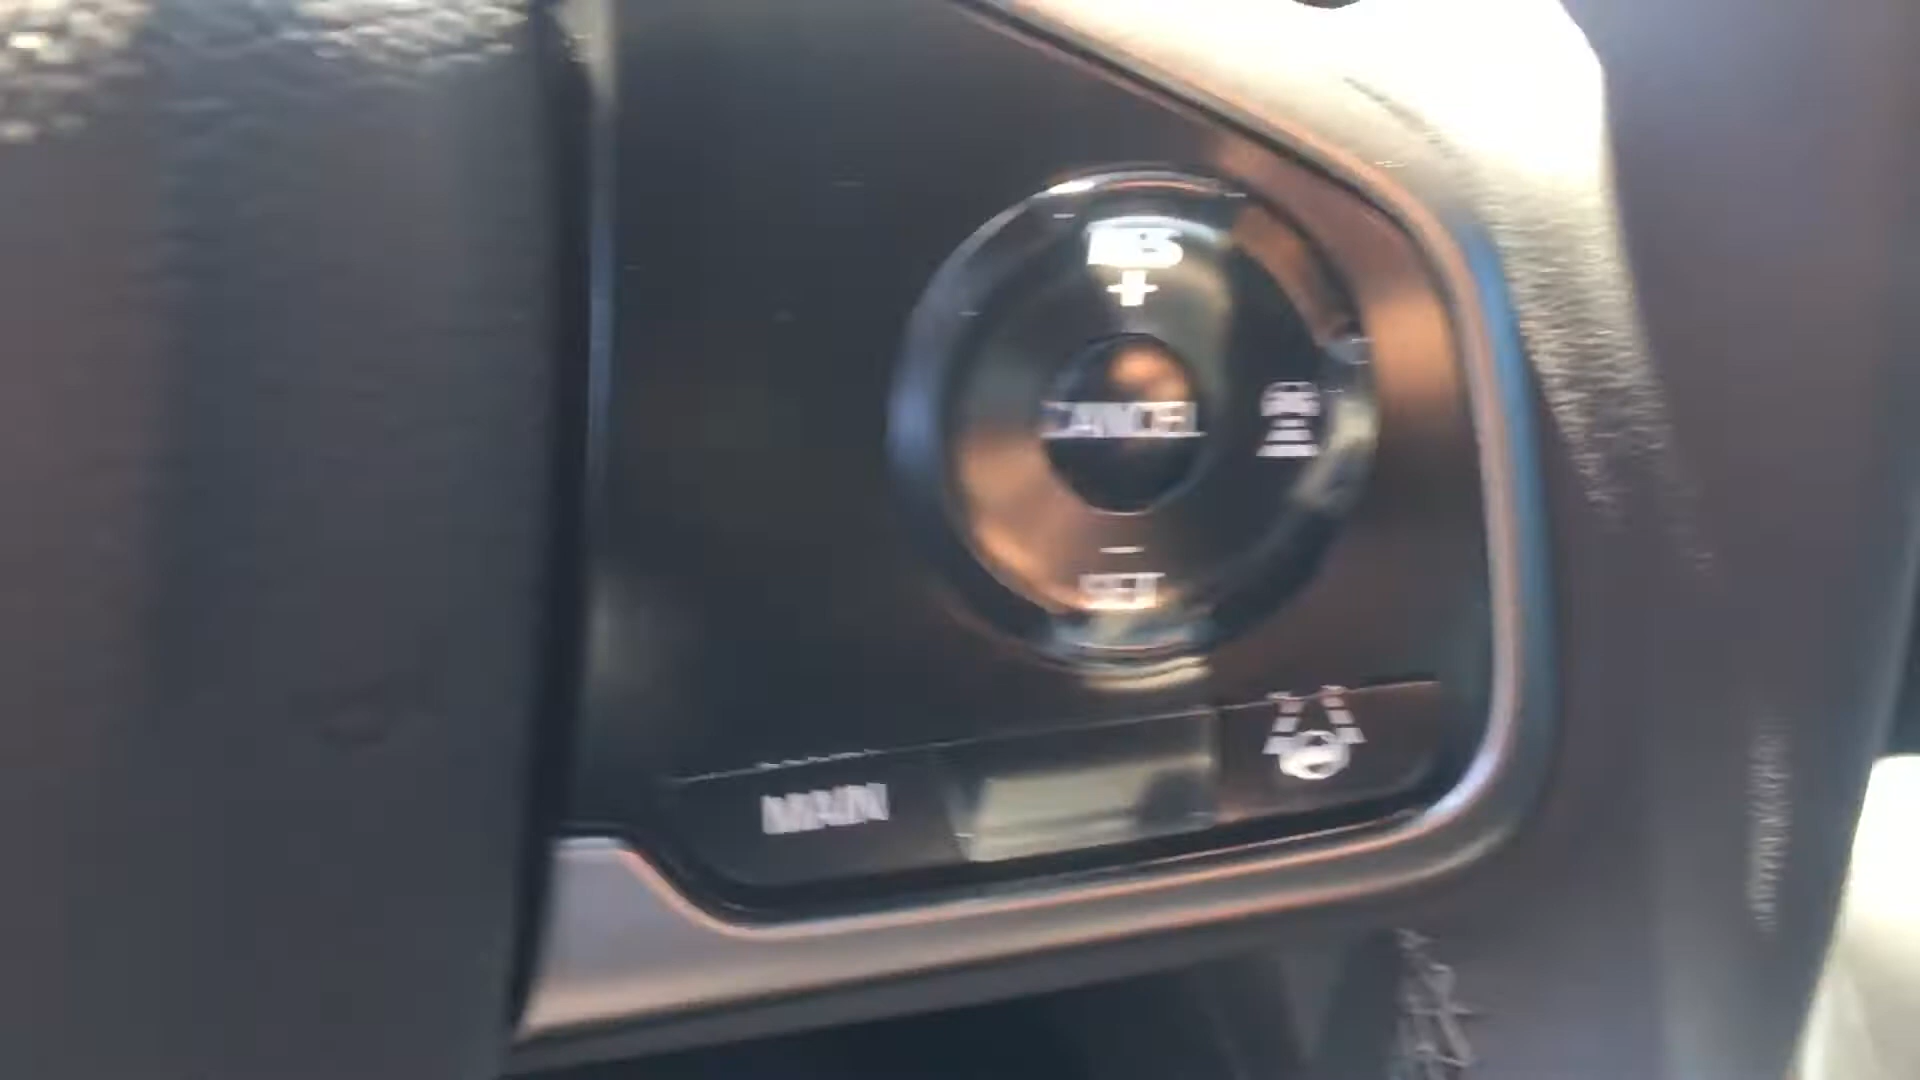 RES
+
CANCEL
–
SET
MAIN